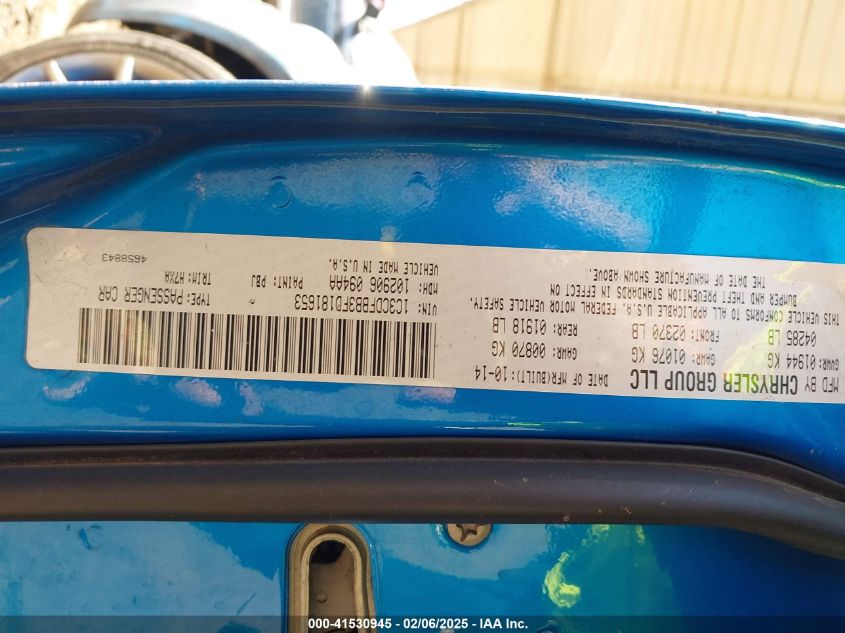 MFD BY CHRYSLER GROUP LLC
DATE OF MFR(BUILT): 10-14
GVWR: 01944 KG
GAWR: 01076 KG
GAWR: 00870 KG
04285 LB
FRONT: 02370 LB
REAR: 01918 LB
THIS VEHICLE CONFORMS TO ALL APPLICABLE U.S.A. FEDERAL MOTOR VEHICLE SAFETY,
BUMPER AND THEFT PREVENTION STANDARDS IN EFFECT ON
THE DATE OF MANUFACTURE SHOWN ABOVE.
VIN: 1C3CDFBB3FD181653
TYPE: PASSENGER CAR
MDH: 102906 094AA
PAINT: PBJ
TRIM: H7XA
VEHICLE MADE IN U.S.A.
4658843
000-41530945 - 02/06/2025 - IAA Inc.